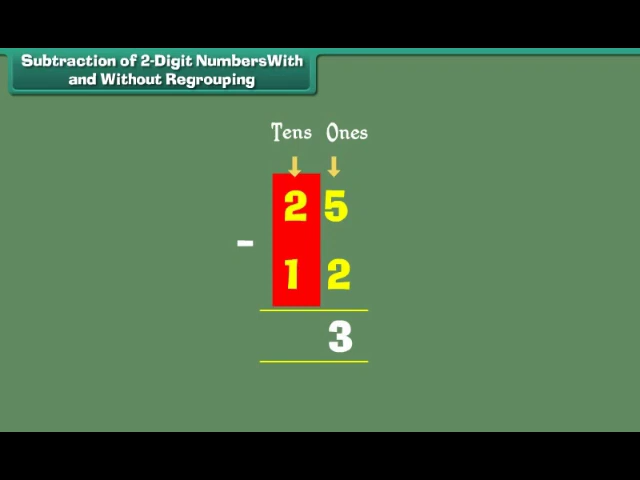 Subtraction of 2-Digit NumbersWith
and Without Regrouping
Tens Ones
↓ ↓
2 5
-
1 2
3